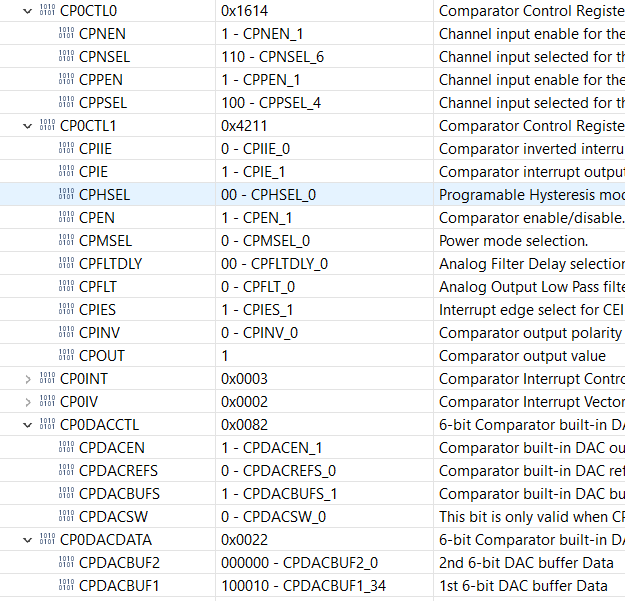 CP0CTL0 0x1614 Comparator Control Registe
CPNEN 1 - CPNEN_1 Channel input enable for the
CPNSEL 110 - CPNSEL_6 Channel input selected for th
CPPEN 1 - CPPEN_1 Channel input enable for the
CPPSEL 100 - CPPSEL_4 Channel input selected for th
CP0CTL1 0x4211 Comparator Control Registe
CPIIE 0 - CPIIE_0 Comparator inverted interru
CPIE 1 - CPIE_1 Comparator interrupt output
CPHSEL 00 - CPHSEL_0 Programable Hysteresis mod
CPEN 1 - CPEN_1 Comparator enable/disable.
CPMSEL 0 - CPMSEL_0 Power mode selection.
CPFLTDLY 00 - CPFLTDLY_0 Analog Filter Delay selection
CPFLT 0 - CPFLT_0 Analog Output Low Pass filte
CPIES 1 - CPIES_1 Interrupt edge select for CEI
CPINV 0 - CPINV_0 Comparator output polarity
CPOUT 1 Comparator output value
CP0INT 0x0003 Comparator Interrupt Contro
CP0IV 0x0002 Comparator Interrupt Vector
CP0DACCTL 0x0082 6-bit Comparator built-in DA
CPDACEN 1 - CPDACEN_1 Comparator built-in DAC ou
CPDACREFS 0 - CPDACREFS_0 Comparator built-in DAC ref
CPDACBUFS 1 - CPDACBUFS_1 Comparator built-in DAC bu
CPDACSW 0 - CPDACSW_0 This bit is only valid when CP
CP0DACDATA 0x0022 6-bit Comparator built-in DA
CPDACBUF2 000000 - CPDACBUF2_0 2nd 6-bit DAC buffer Data
CPDACBUF1 100010 - CPDACBUF1_34 1st 6-bit DAC buffer Data